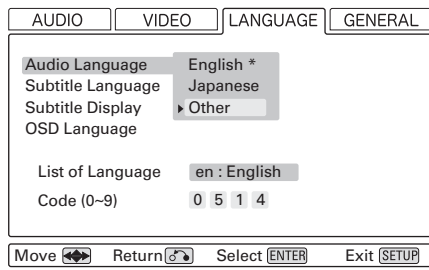 AUDIO VIDEO LANGUAGE GENERAL
Audio Language English *
Subtitle Language Japanese
Subtitle Display Other
OSD Language
List of Language en : English
Code (0~9) 0 5 1 4
Move Return Select ENTER Exit SETUP